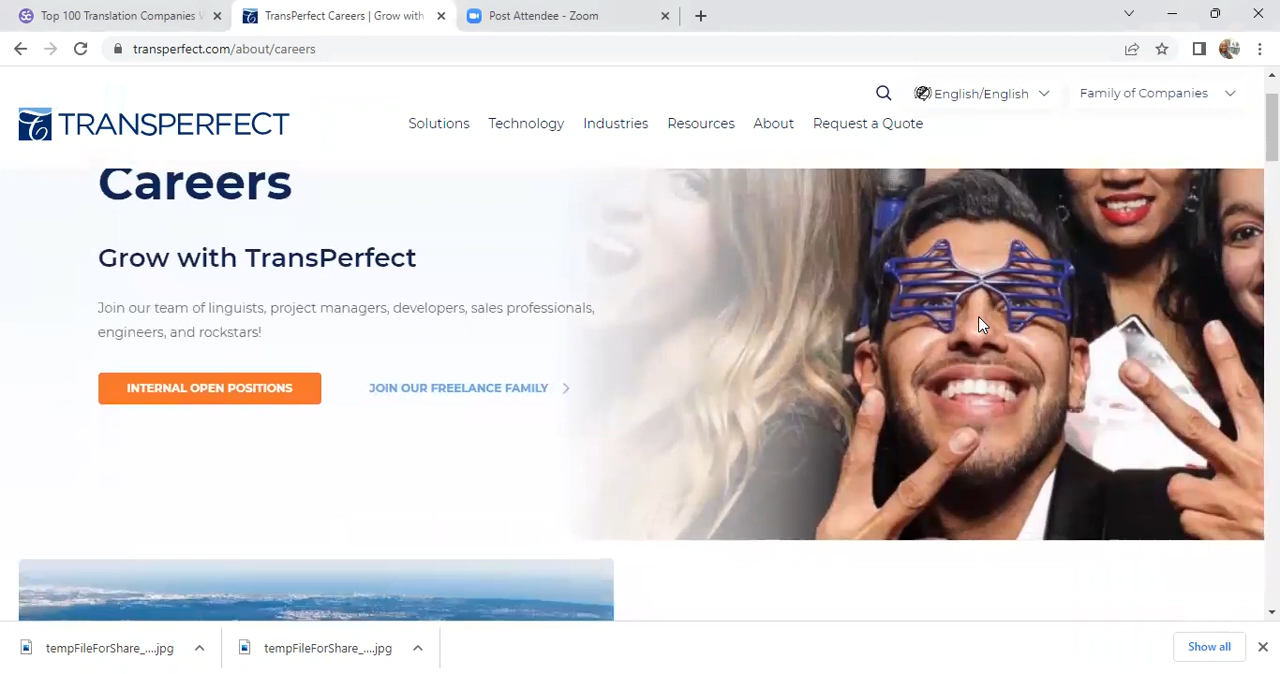 Top 100 Translation Companies
TransPerfect Careers | Grow with
Post Attendee - Zoom
transperfect.com/about/careers
English/English
Family of Companies
TRANSPERFECT
Solutions
Technology
Industries
Resources
About
Request a Quote
Careers
Grow with TransPerfect
Join our team of linguists, project managers, developers, sales professionals,
engineers, and rockstars!
INTERNAL OPEN POSITIONS
JOIN OUR FREELANCE FAMILY
tempFileForShare_....jpg
tempFileForShare_....jpg
Show all